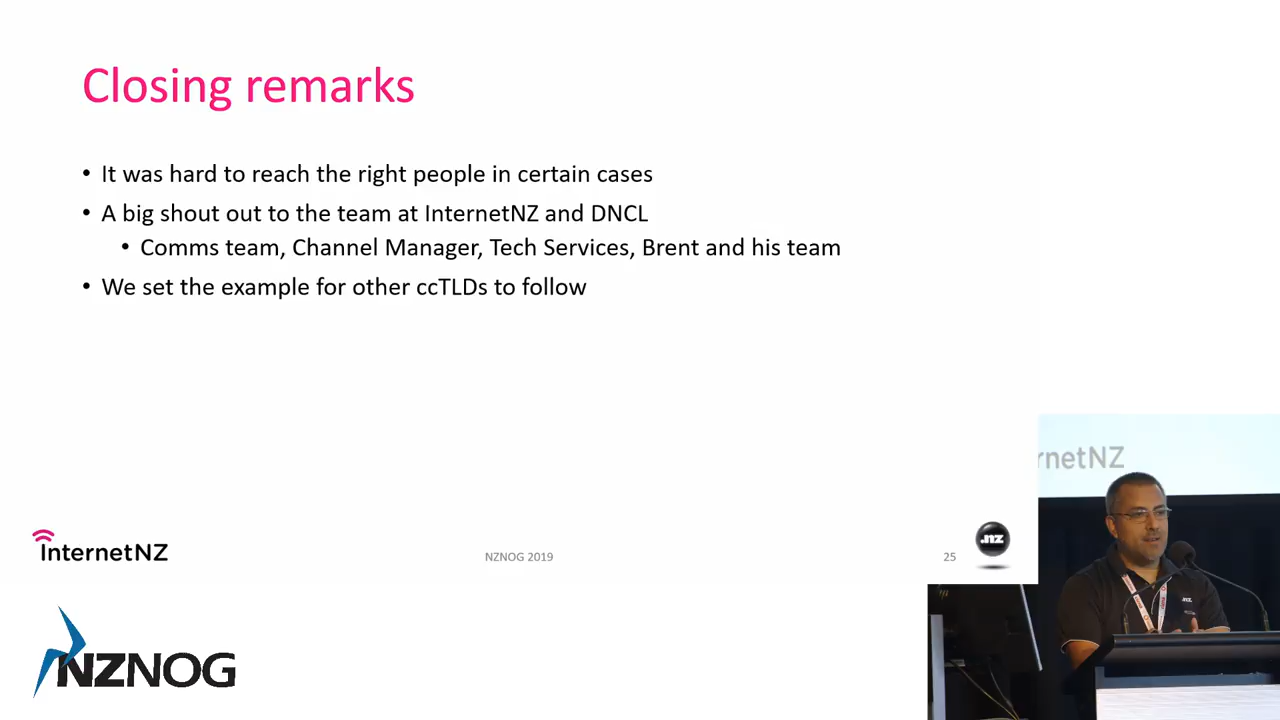 Closing remarks
• It was hard to reach the right people in certain cases
• A big shout out to the team at InternetNZ and DNCL
• Comms team, Channel Manager, Tech Services, Brent and his team
• We set the example for other ccTLDs to follow
rnetNZ
InternetNZ
NZNOG 2019
25
.nz
NZNOG